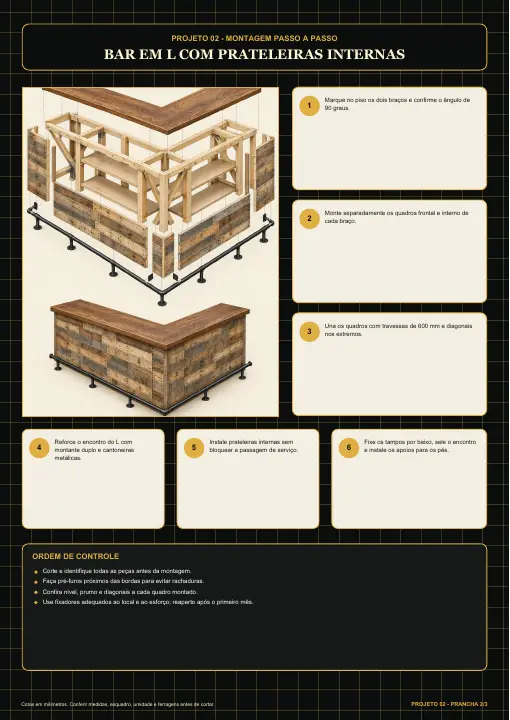 PROJETO 02 - MONTAGEM PASSO A PASSO
BAR EM L COM PRATELEIRAS INTERNAS
1
Marque no piso os dois braços e confirme o ângulo de
90 graus.
2
Monte separadamente os quadros frontal e interno de
cada braço.
3
Una os quadros com travessas de 600 mm e diagonais
nos extremos.
4
Reforce o encontro do L com
montante duplo e cantoneiras
metálicas.
5
Instale prateleiras internas sem
bloquear a passagem de serviço.
6
Fixe os tampos por baixo, sele o encontro
e instale os apoios para os pés.
ORDEM DE CONTROLE
Corte e identifique todas as peças antes da montagem.
Faça pré-furos próximos das bordas para evitar rachaduras.
Confira nível, prumo e diagonais a cada quadro montado.
Use fixadores adequados ao local e ao esforço; reaperto após o primeiro mês.
Cotas em milímetros. Confirir medidas, esquadro, umidade e ferragens antes de cortar.
PROJETO 02 - PRANCHA 2/3